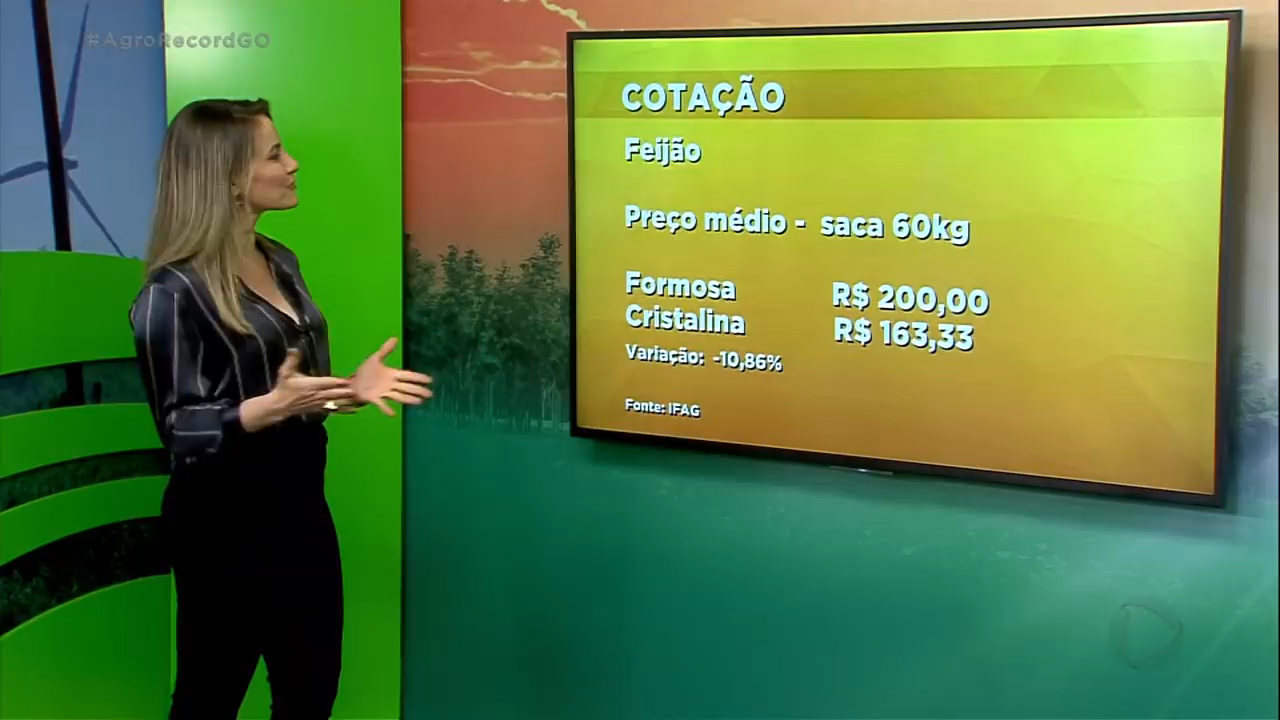 #AgroRecordGO
COTAÇÃO
Feijão
Preço médio - saca 60kg
Formosa R$ 200,00
Cristalina R$ 163,33
Variação: -10,86%
Fonte: IFAG